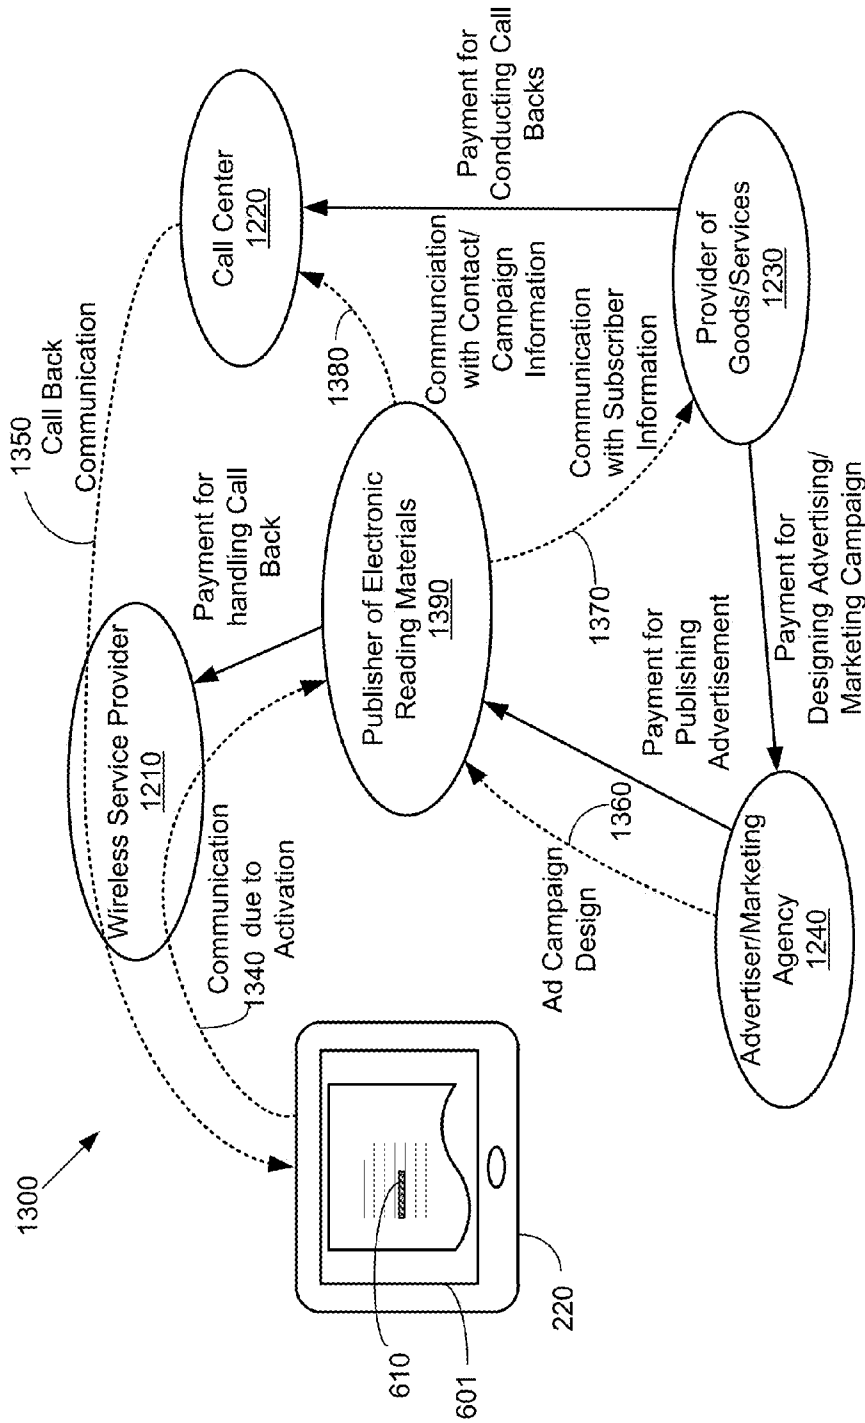 1300
1350
Call Back
Communication
Wireless Service Provider
1210
Call Center
1220
Payment for
handling Call
Back
1380
Payment for
Conducting Call
Backs
Communication
1340 due to
Activation
Publisher of Electronic
Reading Materials
1390
Communciation
with Contact/
Campaign
Information
610
601
220
Ad Campaign
Design
1360
Payment for
Publishing
Advertisement
1370
Communication
with Subscriber
Information
Advertiser/Marketing
Agency
1240
Payment for
Designing Advertising/
Marketing Campaign
Provider of
Goods/Services
1230